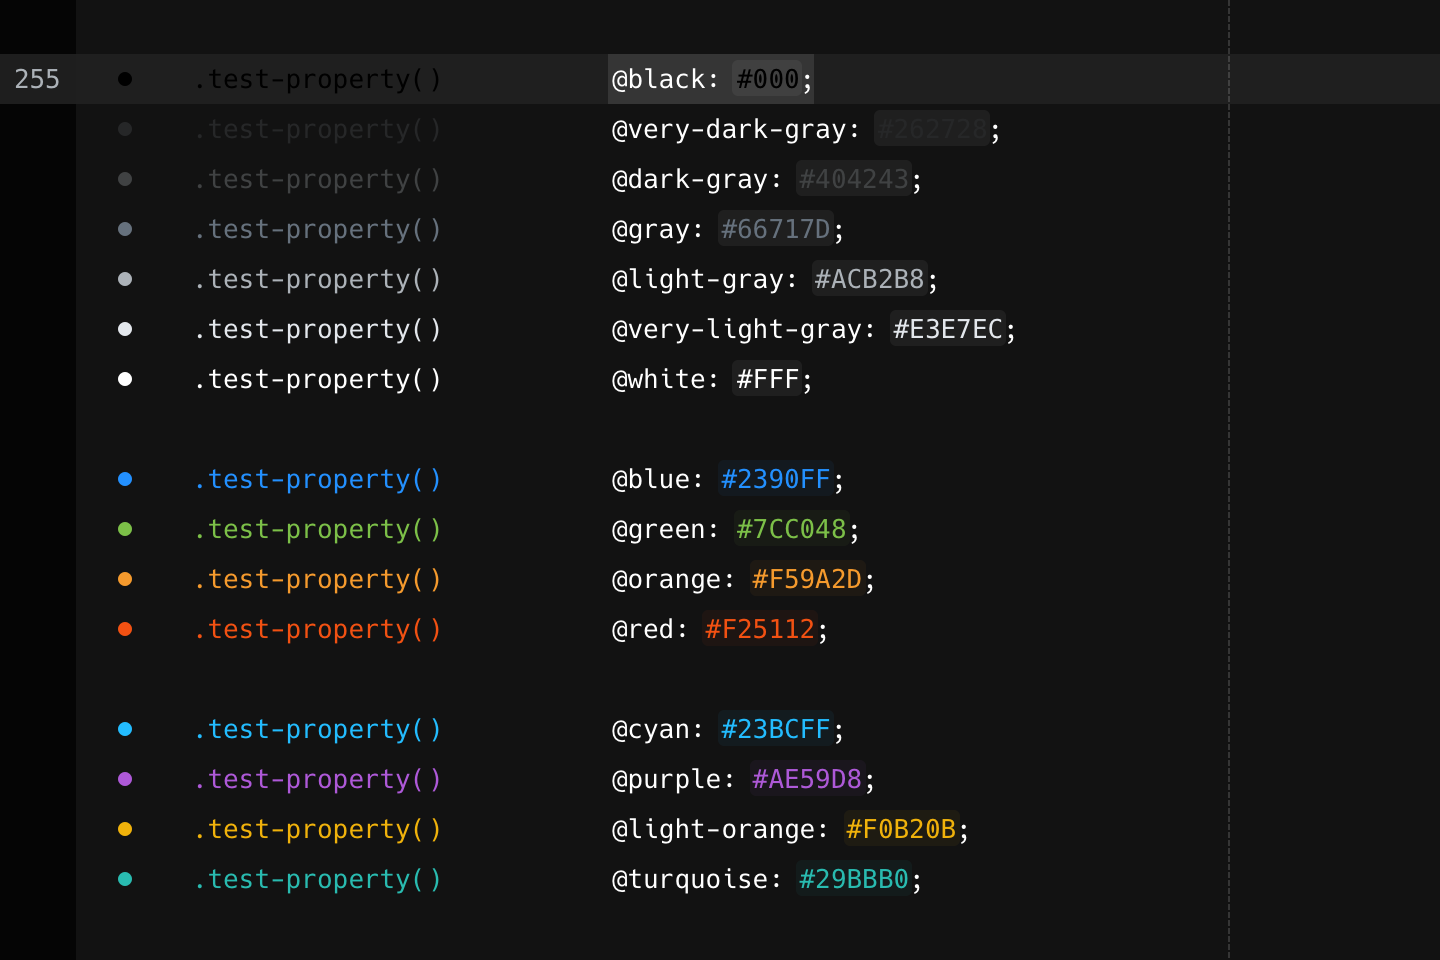 255 .test-property() @black: #000;
.test-property() @very-dark-gray: #262728;
.test-property() @dark-gray: #404243;
.test-property() @gray: #66717D;
.test-property() @light-gray: #ACB2B8;
.test-property() @very-light-gray: #E3E7EC;
.test-property() @white: #FFF;
.test-property() @blue: #2390FF;
.test-property() @green: #7CC048;
.test-property() @orange: #F59A2D;
.test-property() @red: #F25112;
.test-property() @cyan: #23BCFF;
.test-property() @purple: #AE59D8;
.test-property() @light-orange: #F0B20B;
.test-property() @turquoise: #29BBB0;